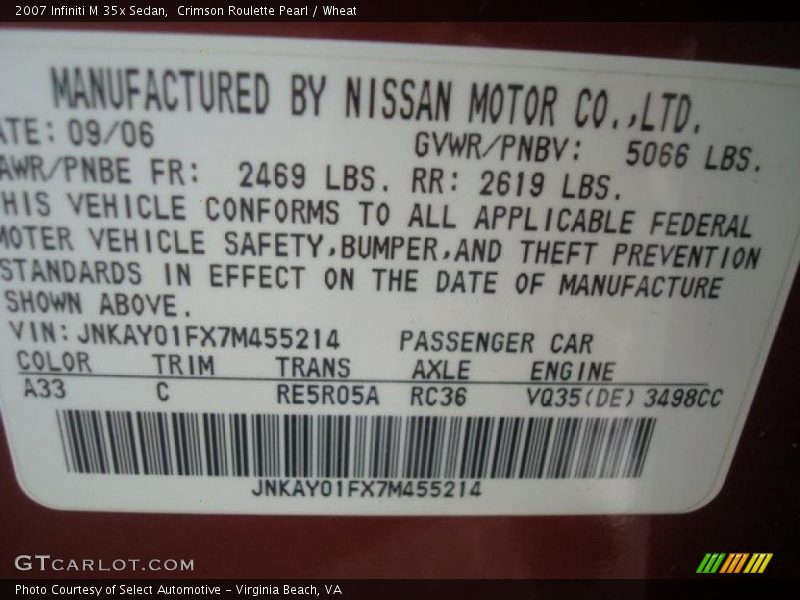 2007 Infiniti M 35x Sedan, Crimson Roulette Pearl / Wheat
MANUFACTURED BY NISSAN MOTOR CO.,LTD.
ATE: 09/06 GVWR/PNBV: 5066 LBS.
AWR/PNBE FR: 2469 LBS. RR: 2619 LBS.
HIS VEHICLE CONFORMS TO ALL APPLICABLE FEDERAL
MOTER VEHICLE SAFETY,BUMPER,AND THEFT PREVENTION
STANDARDS IN EFFECT ON THE DATE OF MANUFACTURE
SHOWN ABOVE.
VIN: JNKAY01FX7M455214 PASSENGER CAR
COLOR TRIM TRANS AXLE ENGINE
A33 C RE5R05A RC36 VQ35(DE) 3498CC
JNKAY01FX7M455214
GTCARLOT.COM
Photo Courtesy of Select Automotive - Virginia Beach, VA